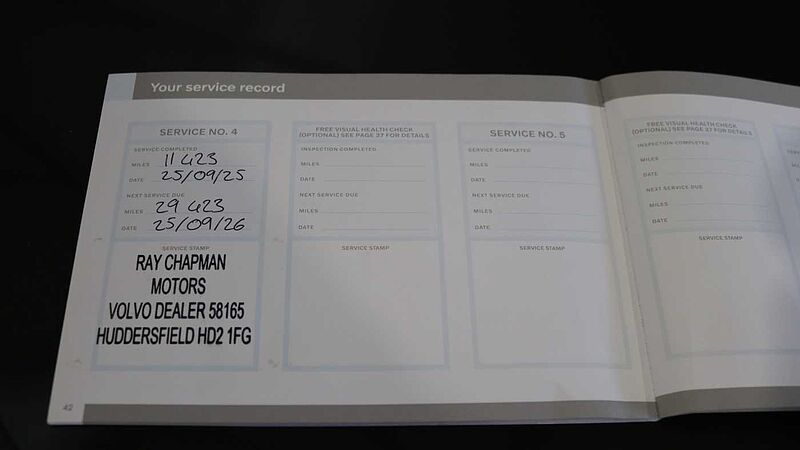 Your service record
SERVICE NO. 4
SERVICE COMPLETED
MILES 11 423
DATE 25/09/25
NEXT SERVICE DUE
MILES 29 423
DATE 25/09/26
SERVICE STAMP
RAY CHAPMAN
MOTORS
VOLVO DEALER 58165
HUDDERSFIELD HD2 1FG
FREE VISUAL HEALTH CHECK
(OPTIONAL) SEE PAGE 37 FOR DETAILS
INSPECTION COMPLETED
MILES
DATE
NEXT SERVICE DUE
MILES
DATE
SERVICE STAMP
SERVICE NO. 5
SERVICE COMPLETED
MILES
DATE
NEXT SERVICE DUE
MILES
DATE
SERVICE STAMP
FREE VISUAL HEALTH CHECK
(OPTIONAL) SEE PAGE 37 FOR DETAILS
INSPECTION COMPLETED
MILES
DATE
NEXT SERVICE DUE
MILES
DATE
SERVICE STAMP
42